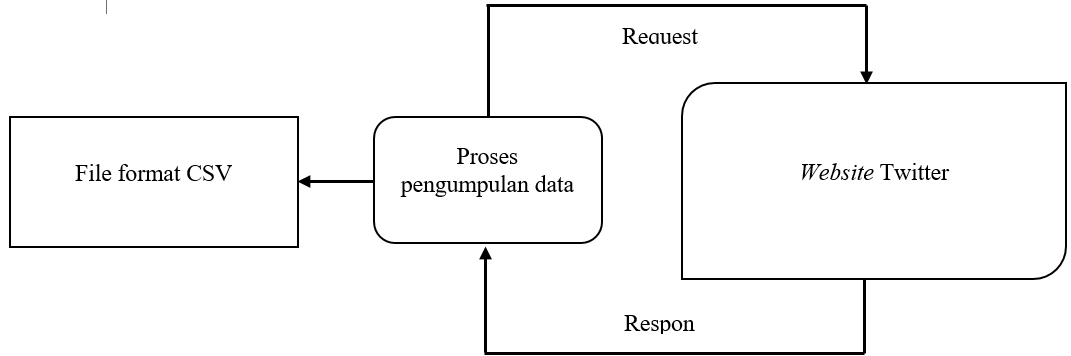 Request
File format CSV
Proses
pengumpulan data
Website Twitter
Respon